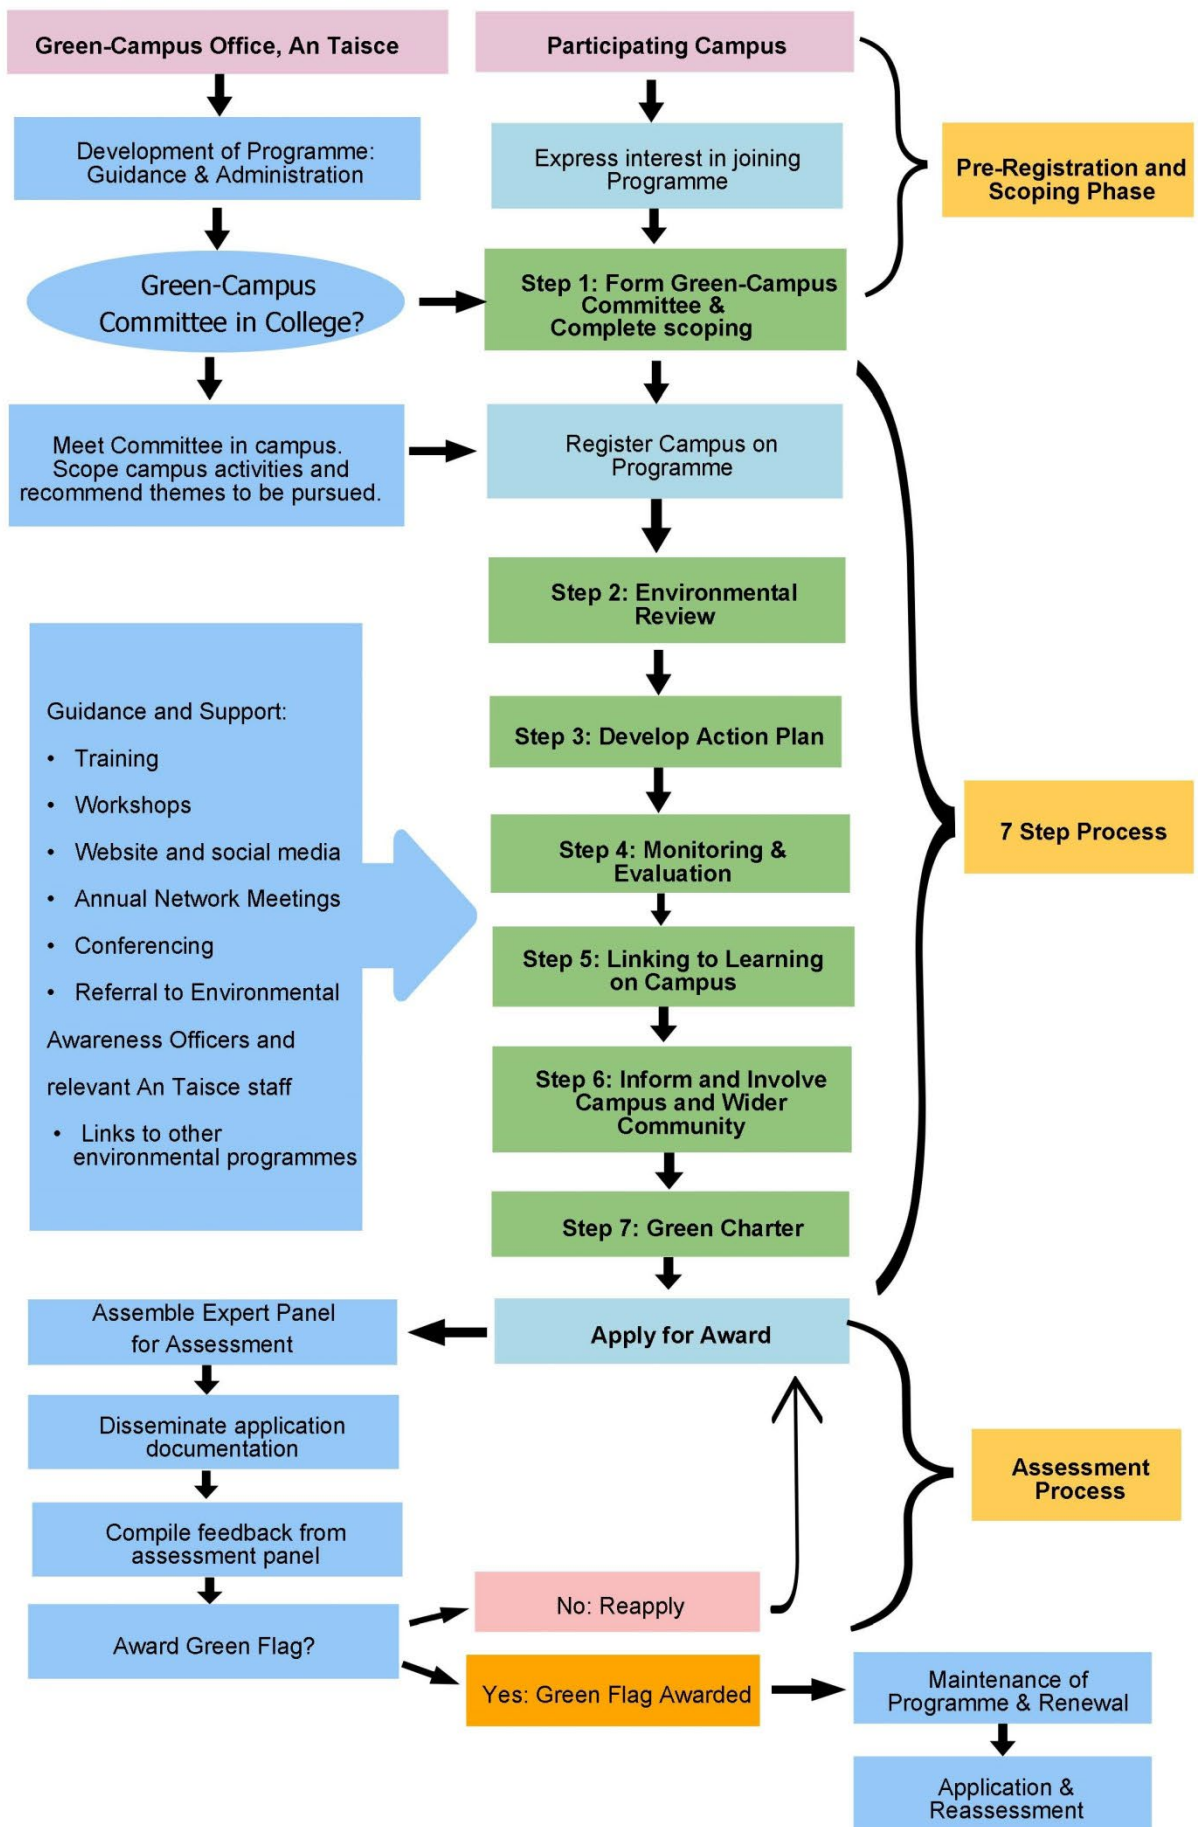 Green-Campus Office, An Taisce
Participating Campus
Development of Programme:
Guidance & Administration
Express interest in joining
Programme
Pre-Registration and
Scoping Phase
Green-Campus
Committee in College?
Step 1: Form Green-Campus
Committee &
Complete scoping
Meet Committee in campus.
Scope campus activities and
recommend themes to be pursued.
Register Campus on
Programme
Step 2: Environmental
Review
Guidance and Support:
• Training
• Workshops
• Website and social media
• Annual Network Meetings
• Conferencing
• Referral to Environmental
Awareness Officers and
relevant An Taisce staff
• Links to other
environmental programmes
Step 3: Develop Action Plan
Step 4: Monitoring &
Evaluation
7 Step Process
Step 5: Linking to Learning
on Campus
Step 6: Inform and Involve
Campus and Wider
Community
Step 7: Green Charter
Apply for Award
Assemble Expert Panel
for Assessment
Disseminate application
documentation
Assessment
Process
Compile feedback from
assessment panel
Award Green Flag?
No: Reapply
Yes: Green Flag Awarded
Maintenance of
Programme & Renewal
Application &
Reassessment